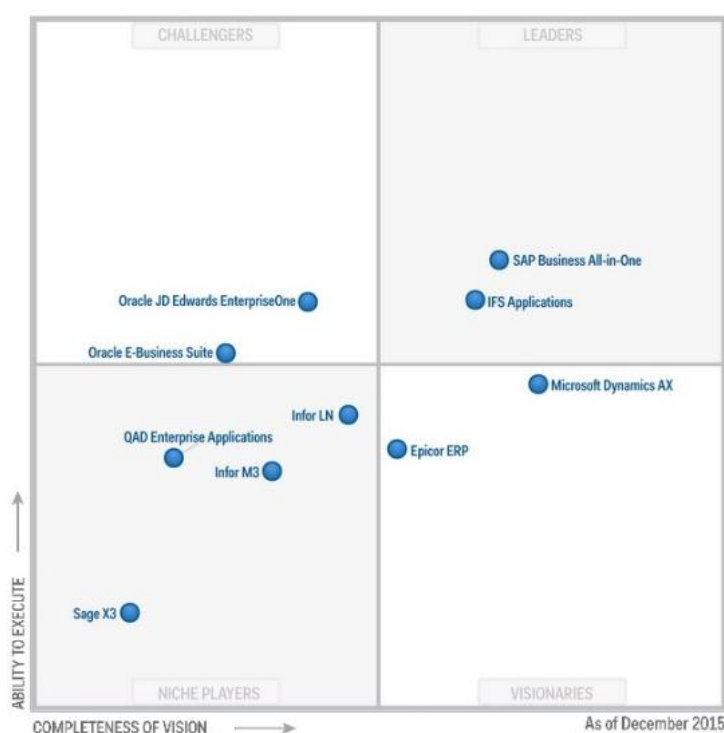 CHALLENGERS
LEADERS
SAP Business All-in-One
Oracle JD Edwards EnterpriseOne
IFS Applications
Oracle E-Business Suite
Microsoft Dynamics AX
Infor LN
QAD Enterprise Applications
Epicor ERP
Infor M3
Sage X3
ABILITY TO EXECUTE
NICHE PLAYERS
VISIONARIES
COMPLETENESS OF VISION
As of December 2015